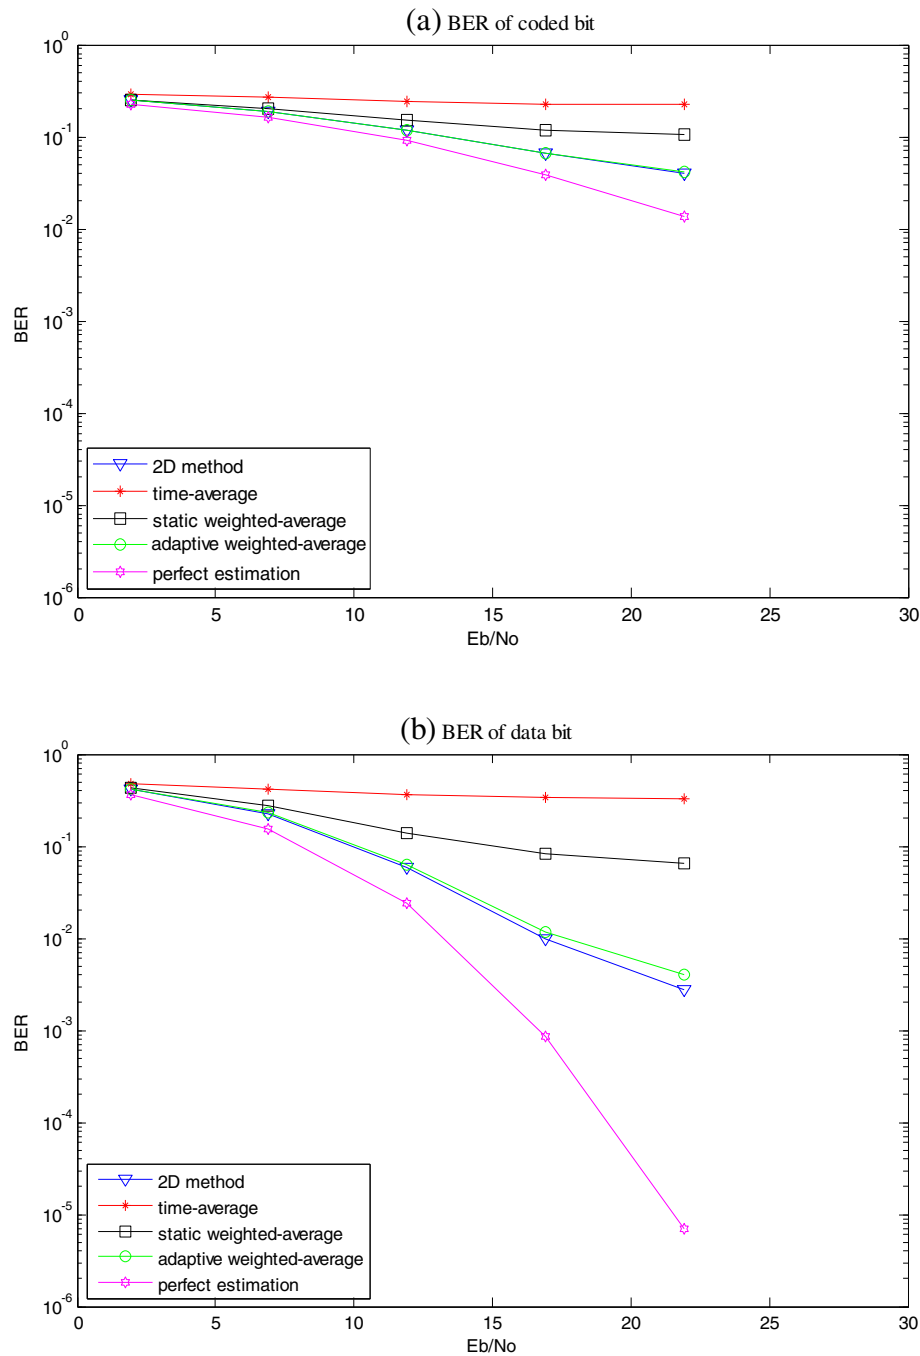 (a) BER of coded bit
10^0
10^-1
10^-2
10^-3
10^-4
10^-5
10^-6
BER
2D method
time-average
static weighted-average
adaptive weighted-average
perfect estimation
0 5 10 15 20 25 30
Eb/No
(b) BER of data bit
10^0
10^-1
10^-2
10^-3
10^-4
10^-5
10^-6
BER
2D method
time-average
static weighted-average
adaptive weighted-average
perfect estimation
0 5 10 15 20 25 30
Eb/No